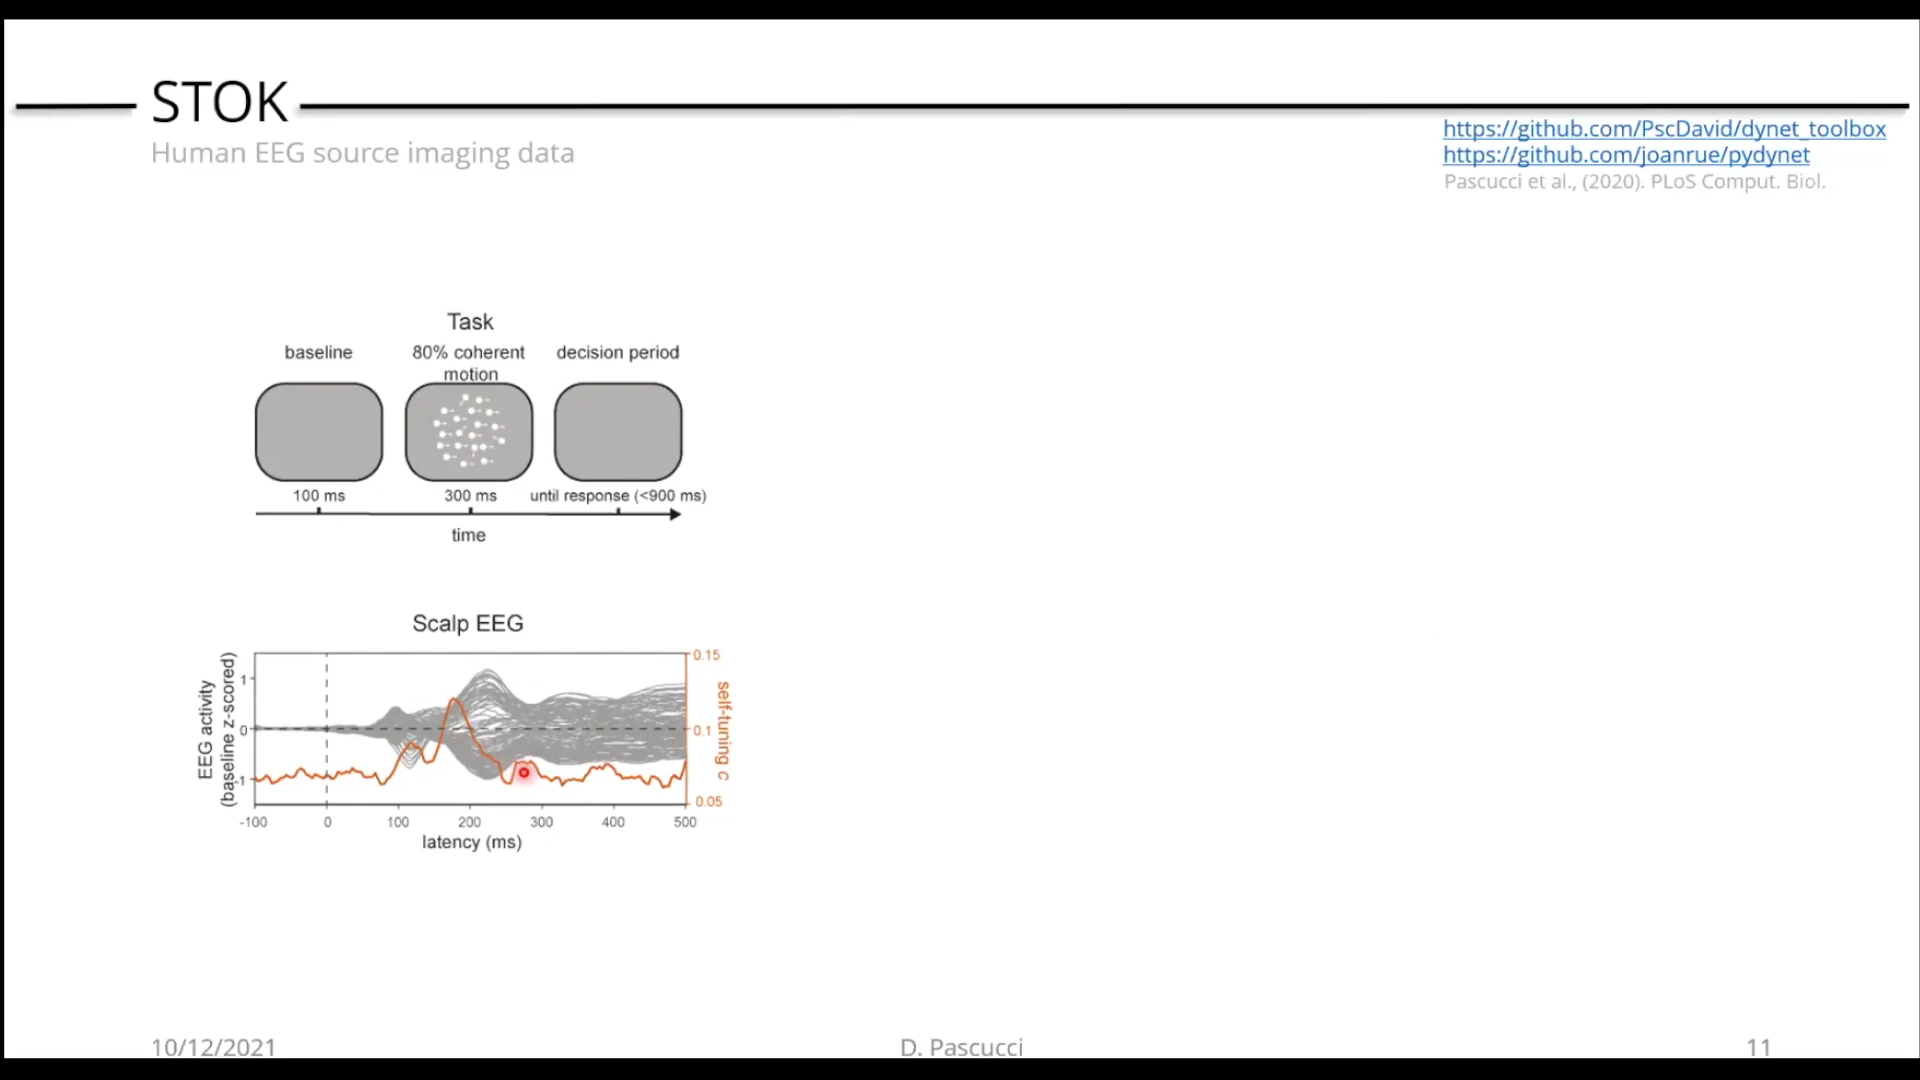 STOK
Human EEG source imaging data
https://github.com/PscDavid/dynet_toolbox
https://github.com/joanrue/pydynet
Pascucci et al., (2020). PLoS Comput. Biol.
Task
baseline
80% coherent
motion
decision period
100 ms
300 ms
until response (<900 ms)
time
Scalp EEG
EEG activity
(baseline z-scored)
1
0
-1
0.15
0.1
0.05
self-tuning c
-100
0
100
200
300
400
500
latency (ms)
10/12/2021
D. Pascucci
11